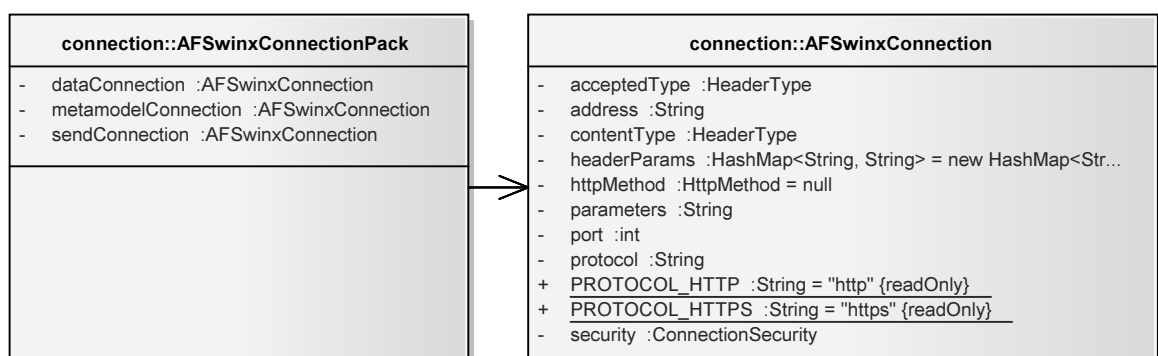 connection::AFSwinxConnectionPack
- dataConnection :AFSwinxConnection
- metamodelConnection :AFSwinxConnection
- sendConnection :AFSwinxConnection
connection::AFSwinxConnection
- acceptedType :HeaderType
- address :String
- contentType :HeaderType
- headerParams :HashMap<String, String> = new HashMap<Str...
- httpMethod :HttpMethod = null
- parameters :String
- port :int
- protocol :String
+ PROTOCOL_HTTP :String = "http" {readOnly}
+ PROTOCOL_HTTPS :String = "https" {readOnly}
- security :ConnectionSecurity